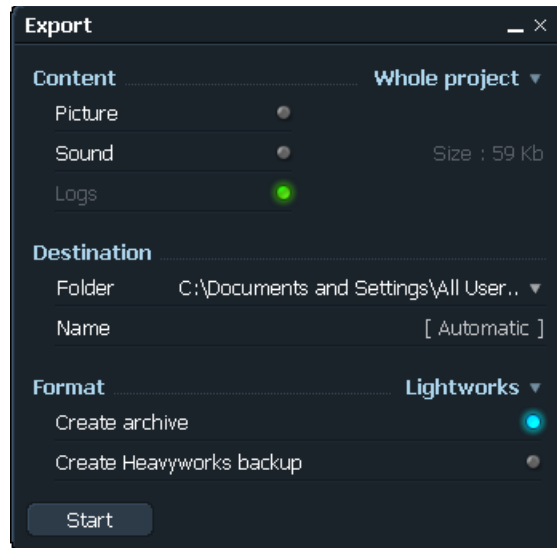 Export
Content Whole project
Picture
Sound Size : 59 Kb
Logs
Destination
Folder C:\Documents and Settings\All User..
Name [ Automatic ]
Format Lightworks
Create archive
Create Heavyworks backup
Start